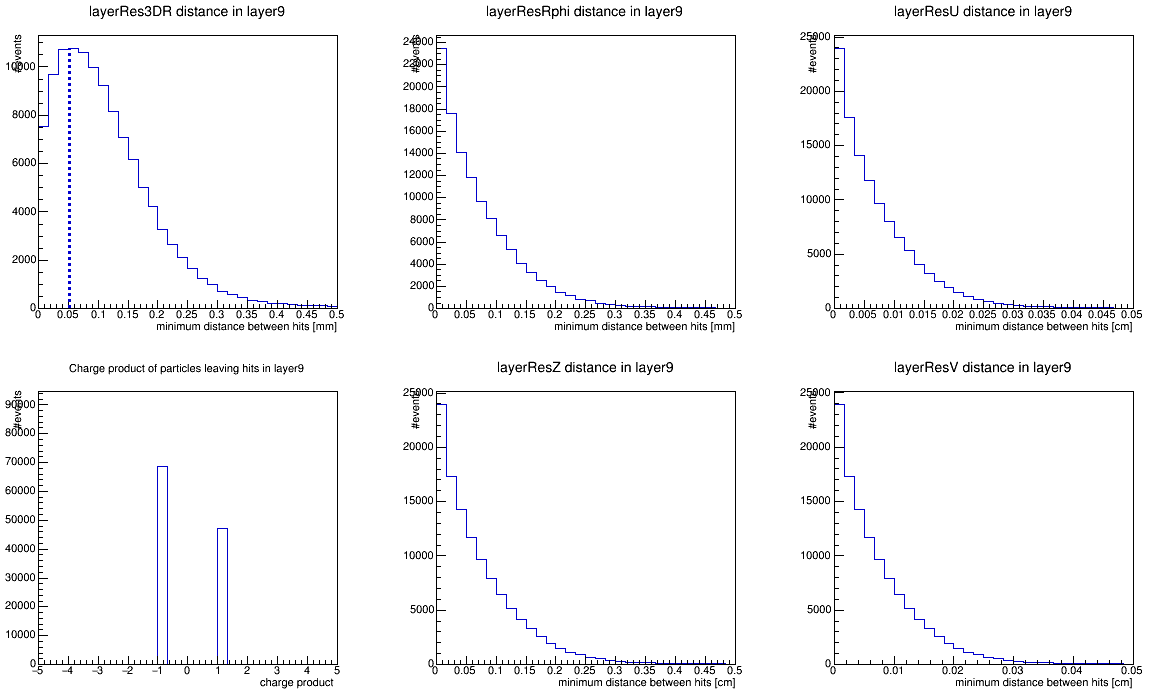 layerRes3DR distance in layer9
#events
10000
8000
6000
4000
2000
0
0 0.05 0.1 0.15 0.2 0.25 0.3 0.35 0.4 0.45 0.5
minimum distance between hits [mm]
layerResRphi distance in layer9
#events
24000
22000
20000
18000
16000
14000
12000
10000
8000
6000
4000
2000
0
0 0.05 0.1 0.15 0.2 0.25 0.3 0.35 0.4 0.45 0.5
minimum distance between hits [mm]
layerResU distance in layer9
#events
25000
20000
15000
10000
5000
0
0 0.005 0.01 0.015 0.02 0.025 0.03 0.035 0.04 0.045 0.05
minimum distance between hits [cm]
Charge product of particles leaving hits in layer9
#events
90000
80000
70000
60000
50000
40000
30000
20000
10000
0
−5 −4 −3 −2 −1 0 1 2 3 4 5
charge product
layerResZ distance in layer9
#events
25000
20000
15000
10000
5000
0
0 0.05 0.1 0.15 0.2 0.25 0.3 0.35 0.4 0.45 0.5
minimum distance between hits [mm]
layerResV distance in layer9
#events
25000
20000
15000
10000
5000
0
0 0.01 0.02 0.03 0.04 0.05
minimum distance between hits [cm]